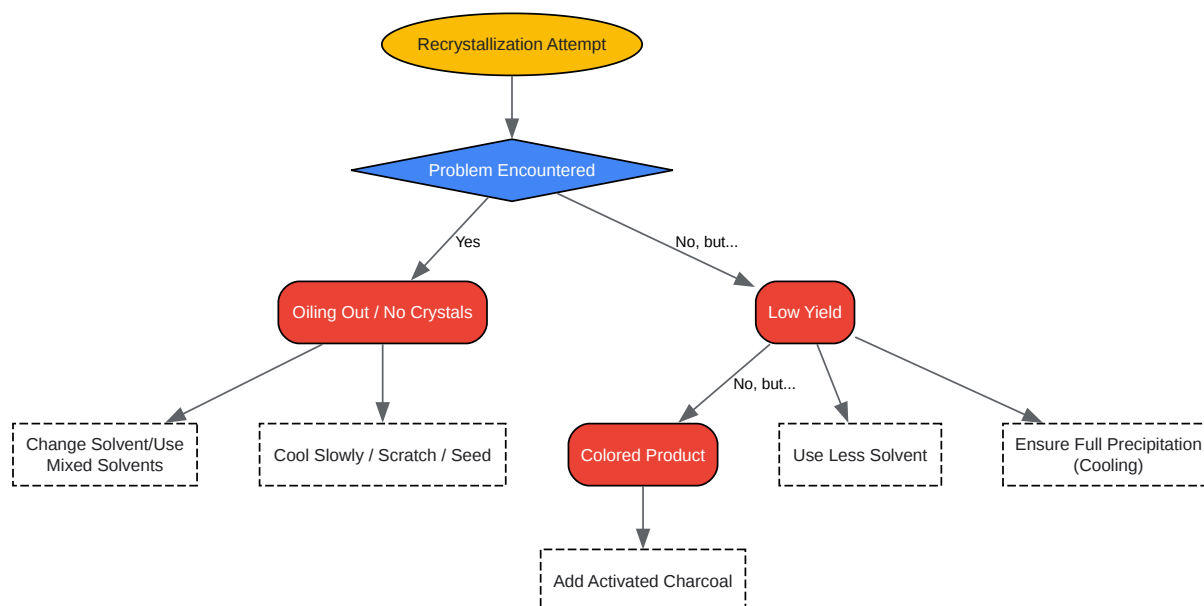 Recrystallization Attempt
Problem Encountered
Yes
No, but...
Oiling Out / No Crystals
Low Yield
No, but...
Change Solvent/Use
Mixed Solvents
Cool Slowly / Scratch / Seed
Colored Product
Use Less Solvent
Ensure Full Precipitation
(Cooling)
Add Activated Charcoal